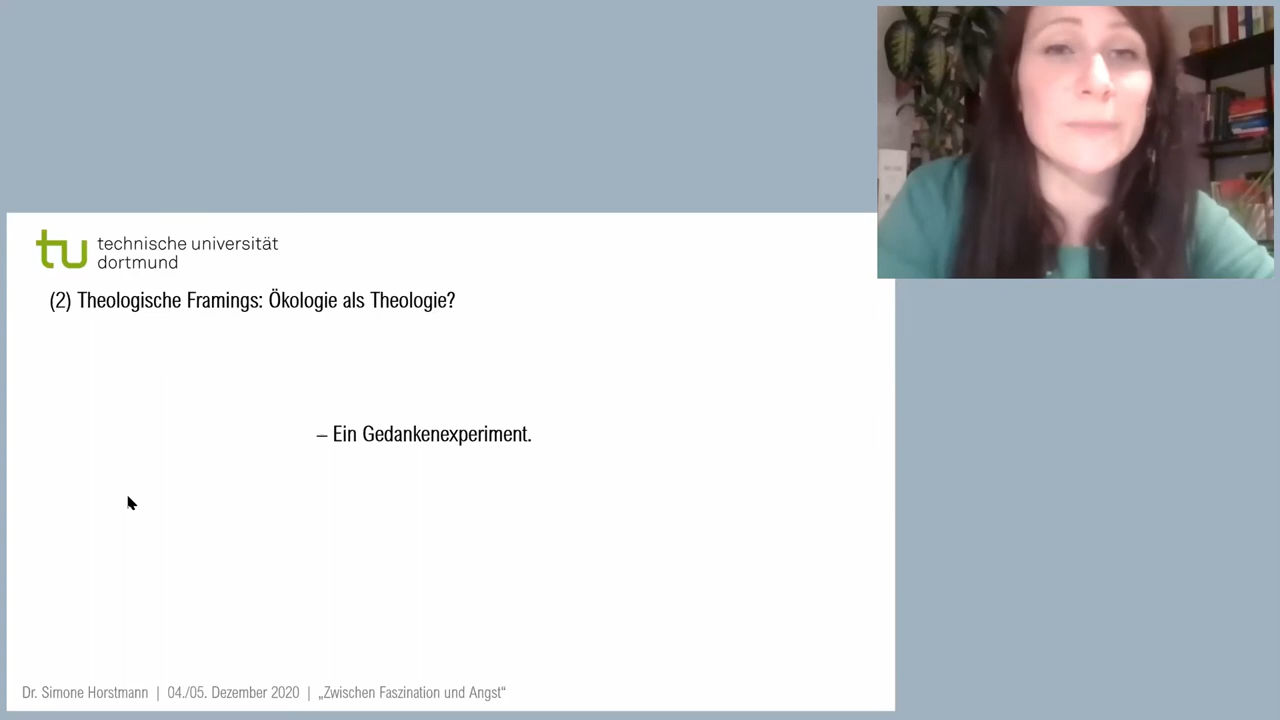 tu technische universität
dortmund
(2) Theologische Framings: Ökologie als Theologie?
– Ein Gedankenexperiment.
Dr. Simone Horstmann | 04./05. Dezember 2020 | „Zwischen Faszination und Angst“